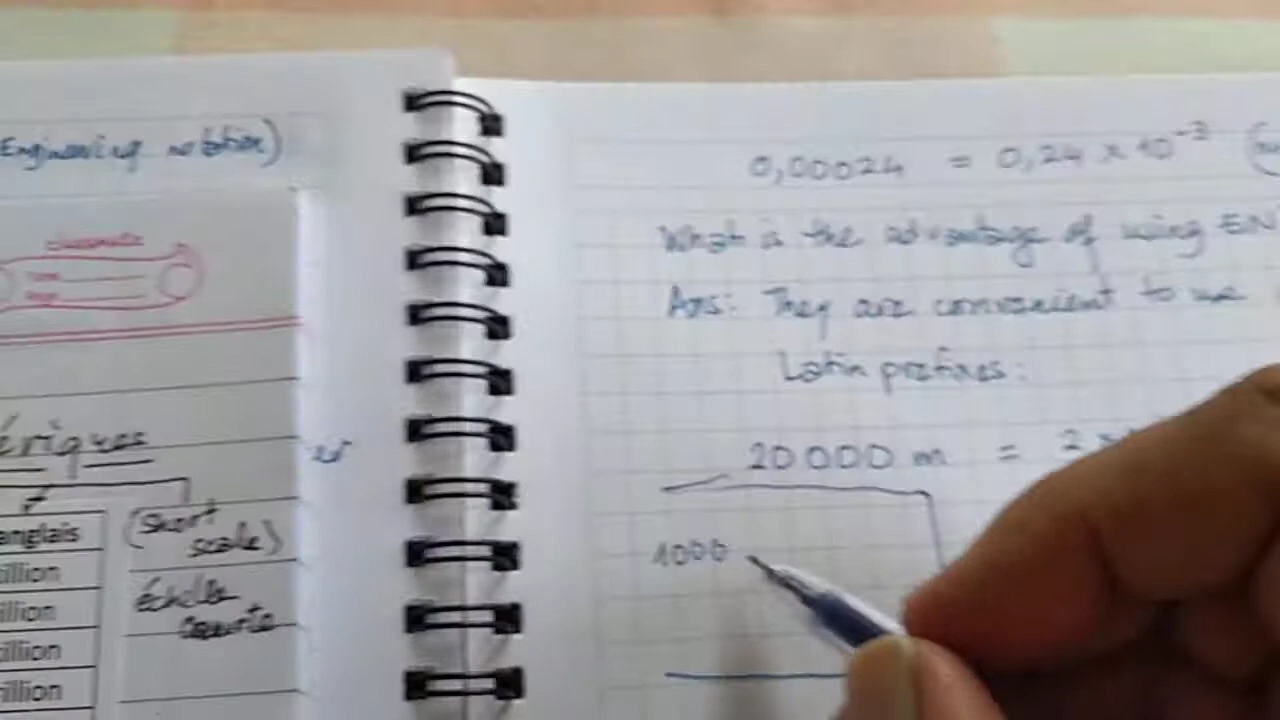 Engineering notation)
ériques
anglais
illion
illion
illion
illion
(short
scale)
échelle
courte
0,00024 = 0,24 × 10⁻³
What is the advantage of using EN
Ans: They are convenient to use
Latin prefixes:
20 000 m = 2 ×
1000